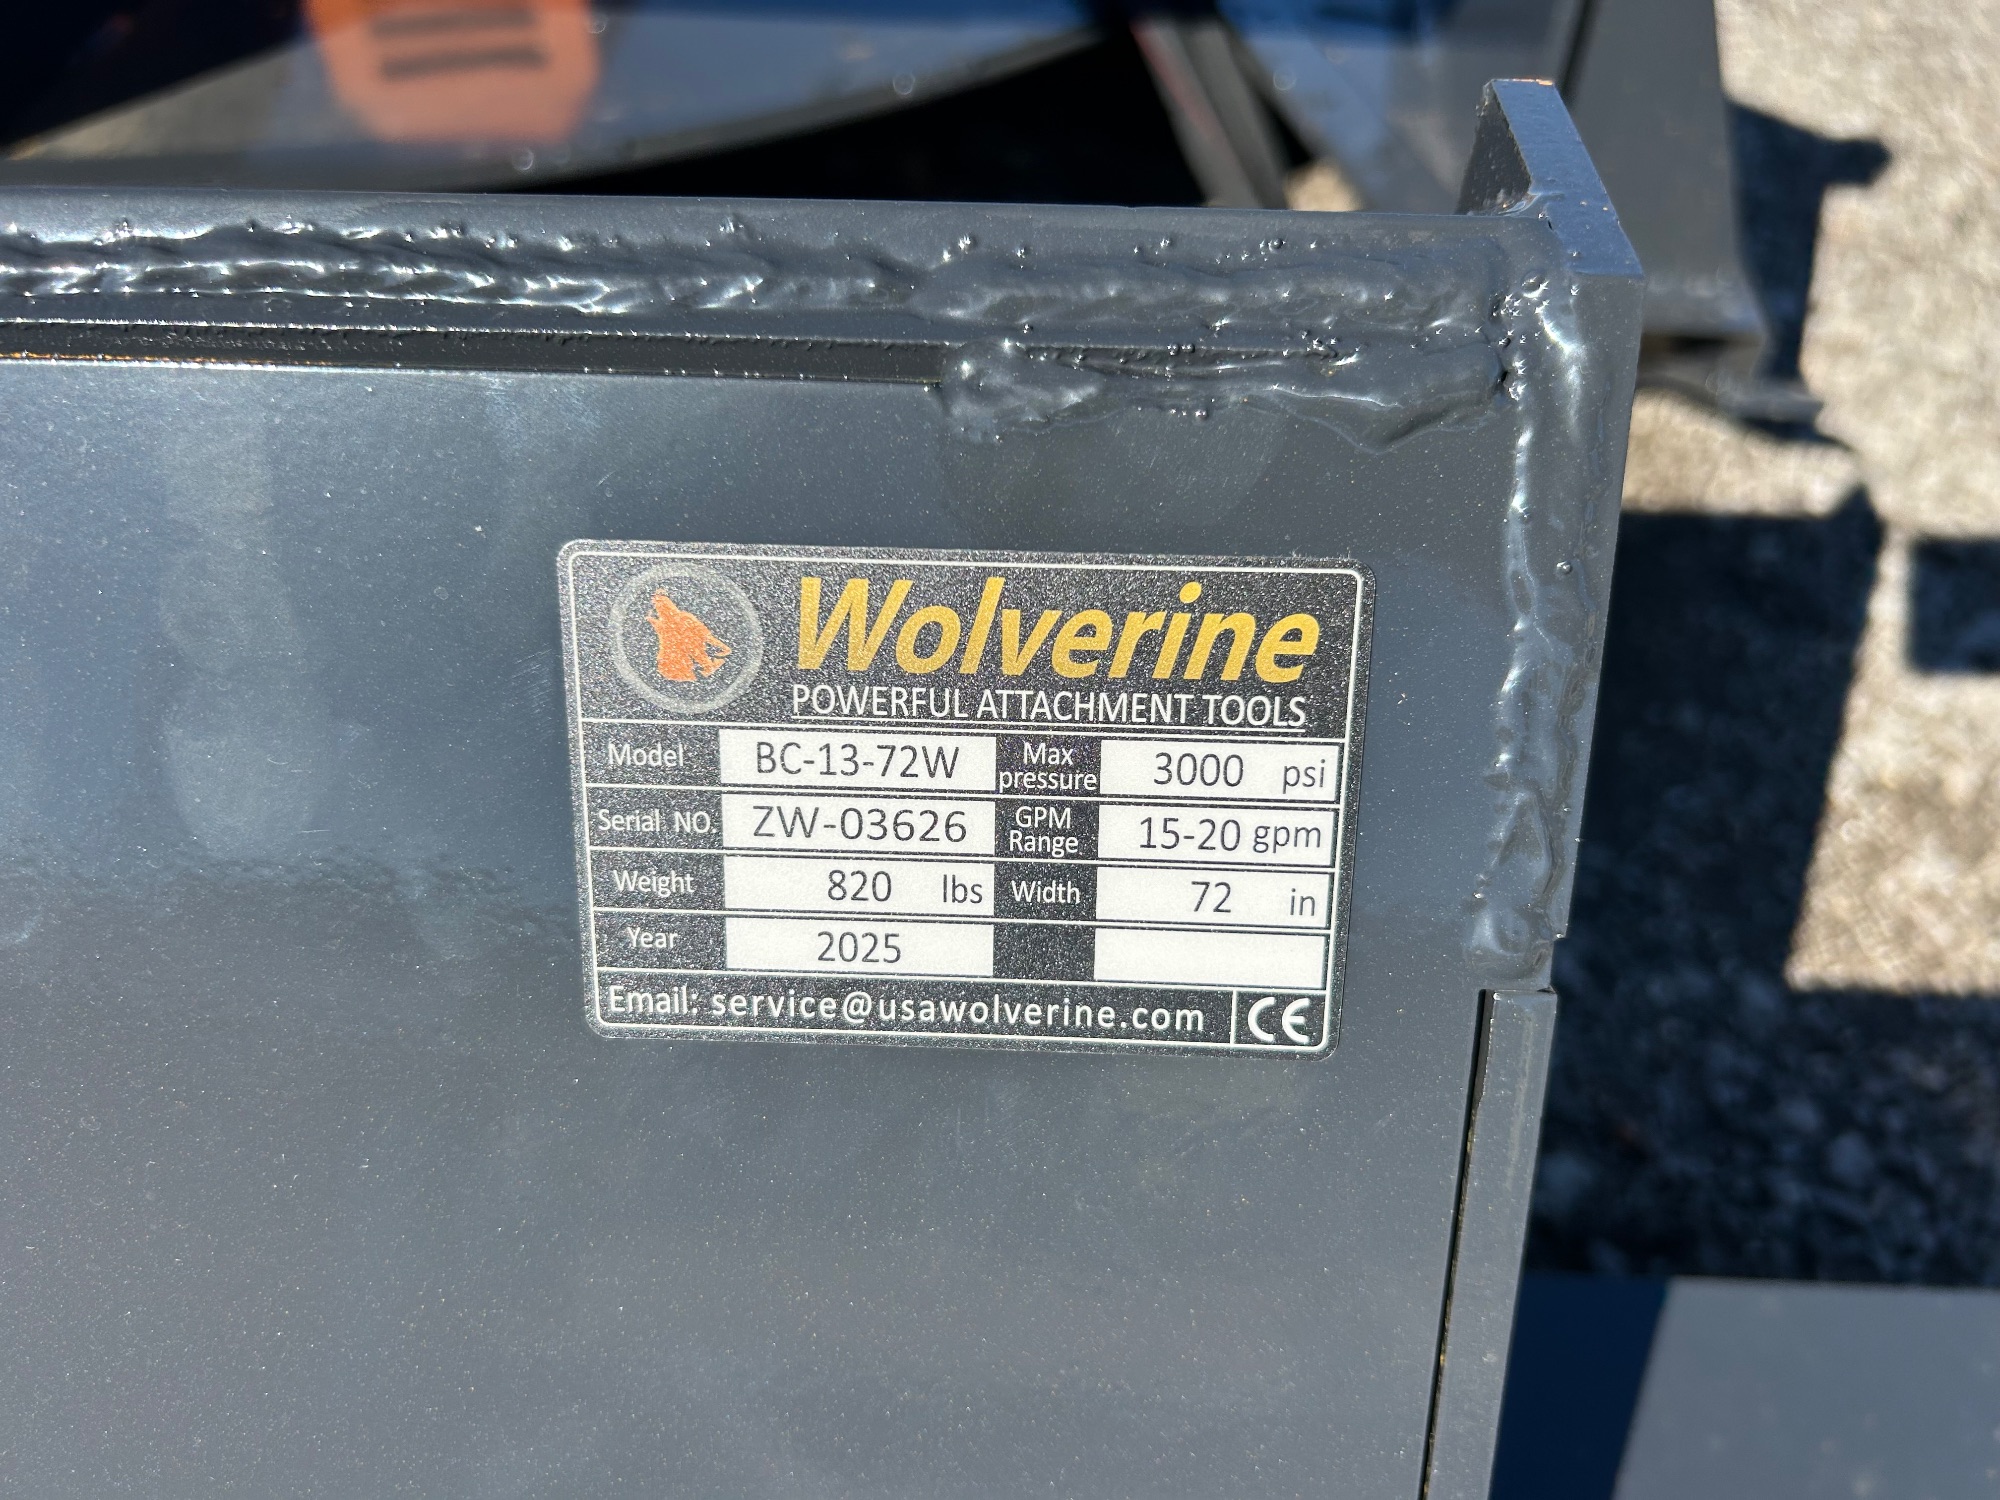 Wolverine
POWERFUL ATTACHMENT TOOLS
Model BC-13-72W Max pressure 3000 psi
Serial NO. ZW-03626 GPM Range 15-20 gpm
Weight 820 lbs Width 72 in
Year 2025
Email: service@usawolverine.com CE